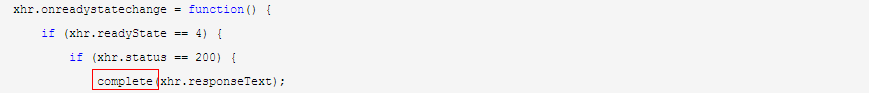 xhr.onreadystatechange = function() {
if (xhr.readyState == 4) {
if (xhr.status == 200) {
complete(xhr.responseText);